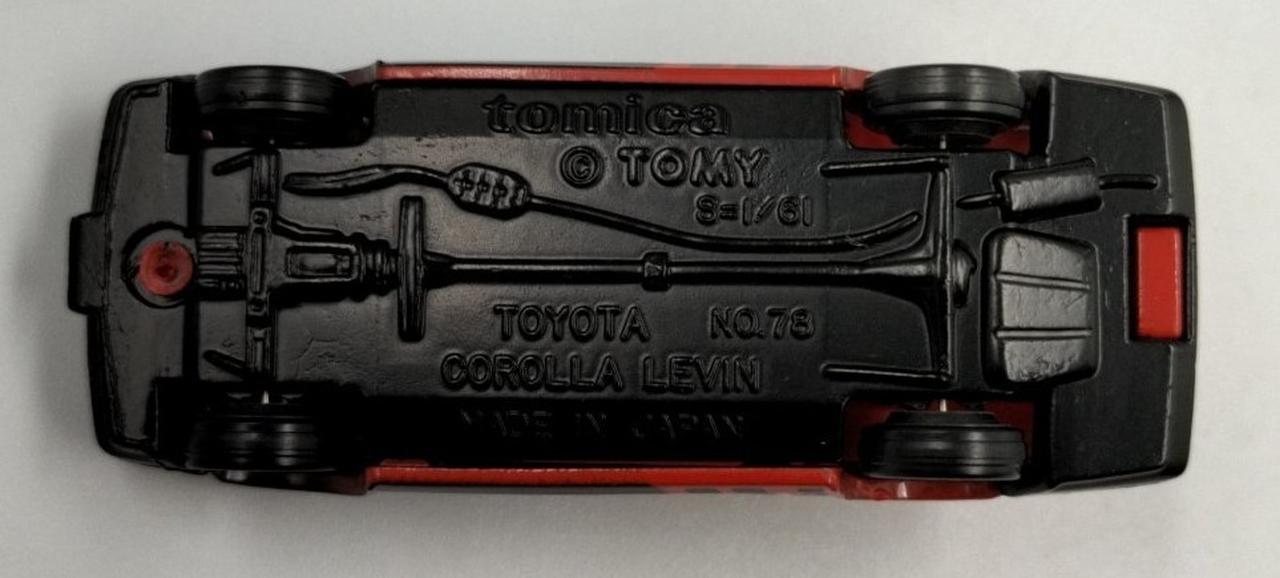 tomica
© TOMY
S=1/61
TOYOTA NO.78
COROLLA LEVIN
MADE IN JAPAN